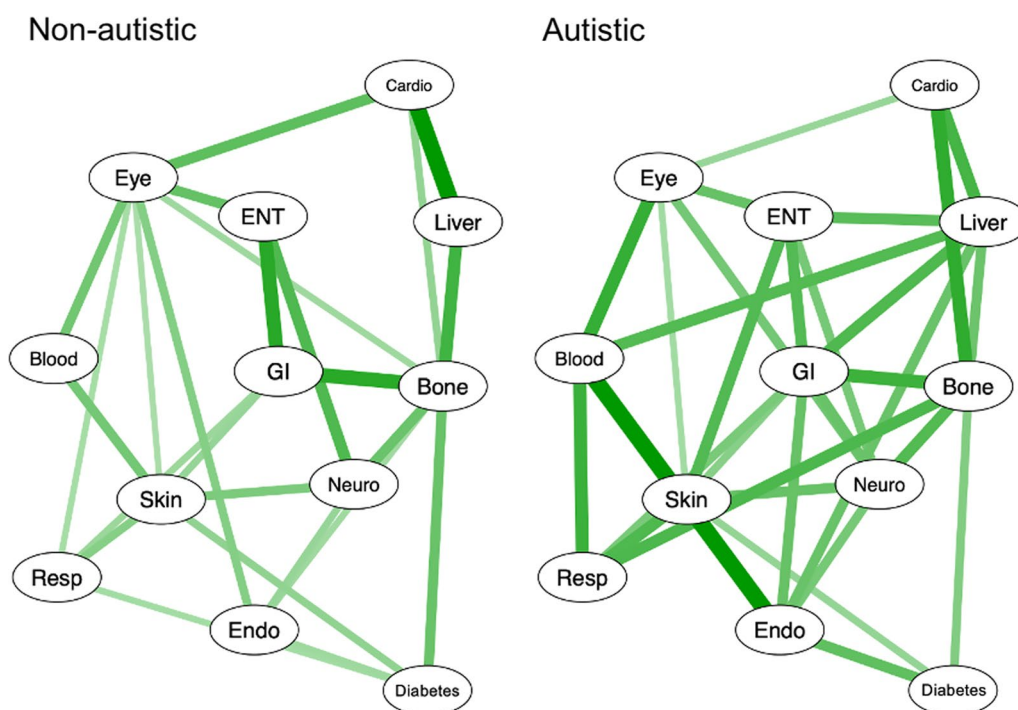 Non-autistic
Cardio
Eye
ENT
Liver
Blood
GI
Bone
Skin
Neuro
Resp
Endo
Diabetes
Autistic
Cardio
Eye
ENT
Liver
Blood
GI
Bone
Skin
Neuro
Resp
Endo
Diabetes